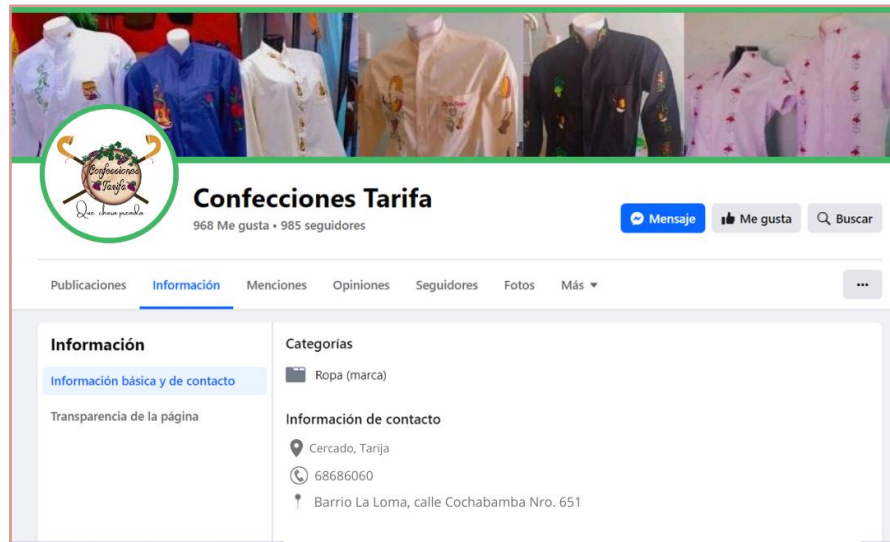 Confecciones
Tarifa
Que chura prenda
Confecciones Tarifa
968 Me gusta • 985 seguidores
Mensaje
Me gusta
Buscar
Publicaciones
Información
Menciones
Opiniones
Seguidores
Fotos
Más
Información
Información básica y de contacto
Transparencia de la página
Categorías
Ropa (marca)
Información de contacto
Cercado, Tarija
68686060
Barrio La Loma, calle Cochabamba Nro. 651